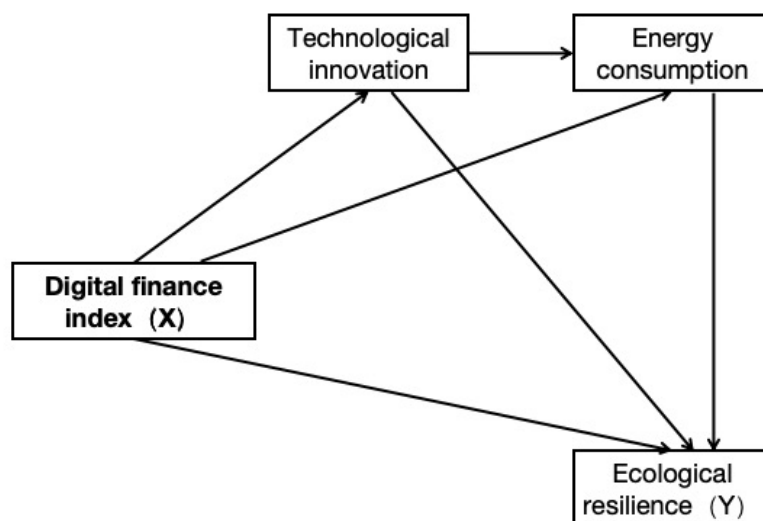 Technological
innovation
Energy
consumption
Digital finance
index（X）
Ecological
resilience（Y）